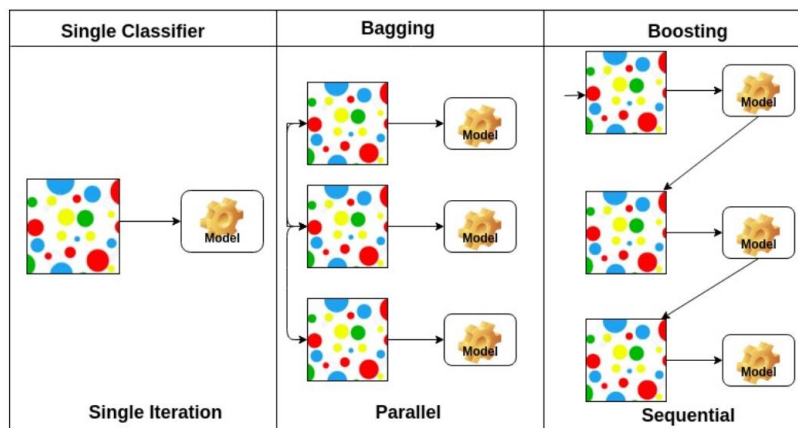 Single Classifier
Bagging
Boosting
Model
Model
Model
Model
Model
Model
Model
Single Iteration
Parallel
Sequential